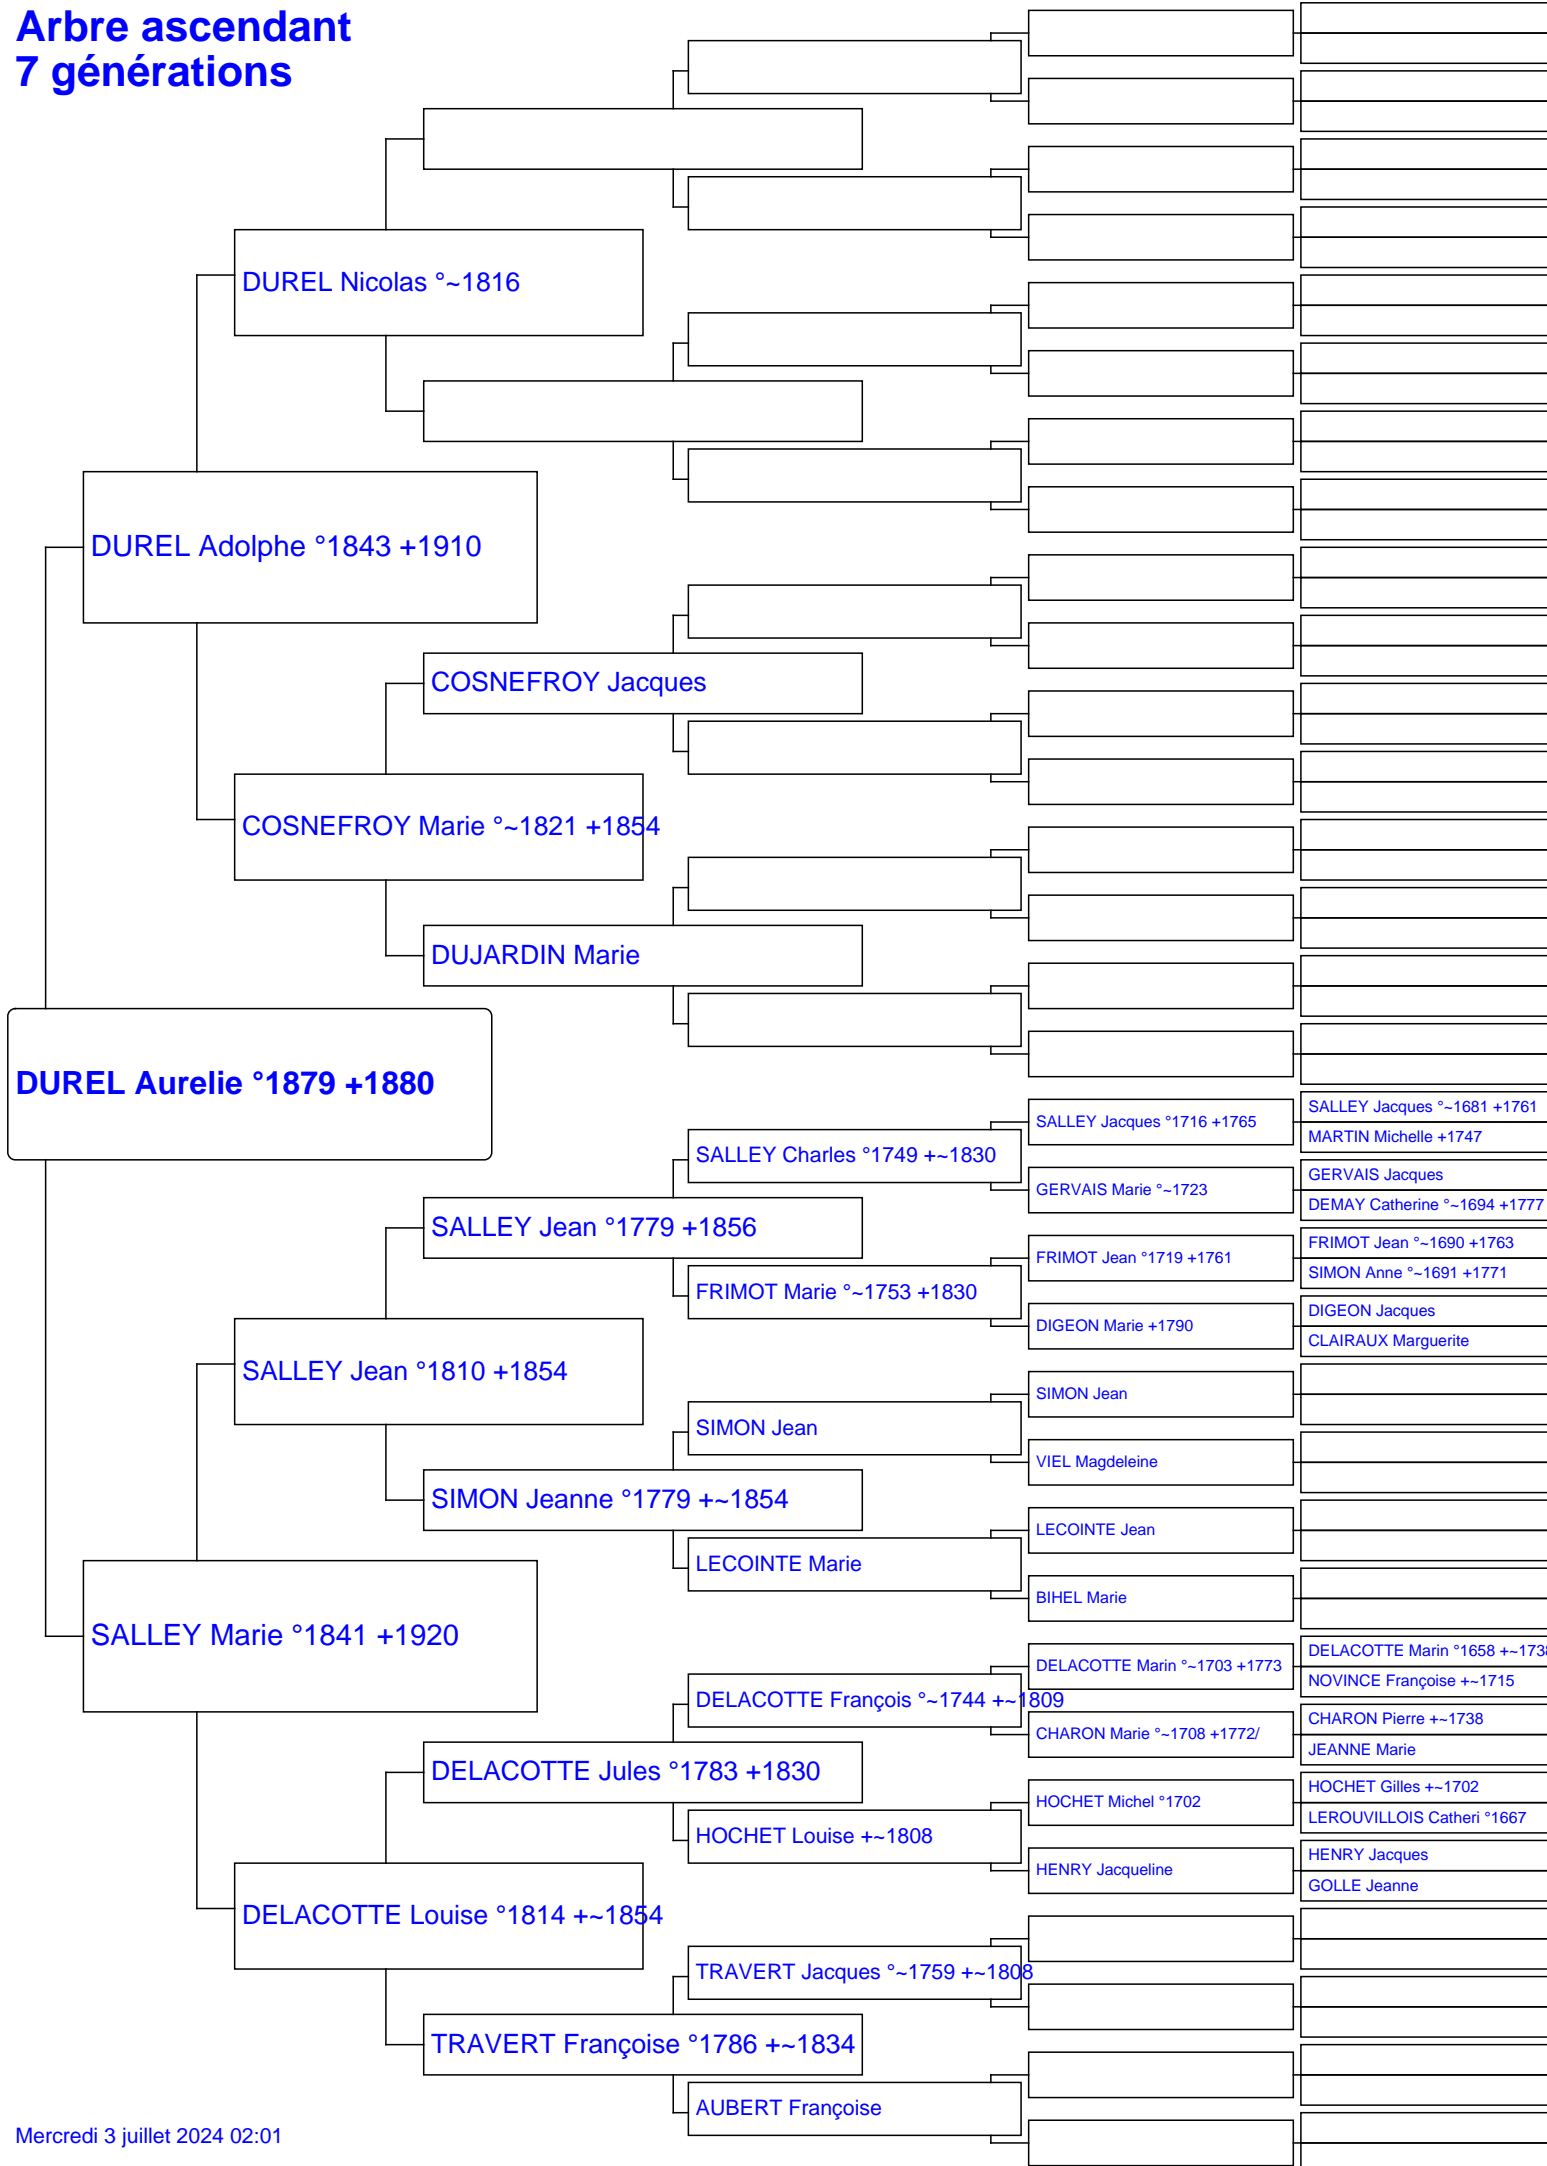 Arbre ascendant
7 générations
DUREL Nicolas °~1816
DUREL Adolphe °1843 +1910
COSNEFROY Jacques
COSNEFROY Marie °~1821 +1854
DUJARDIN Marie
DUREL Aurelie °1879 +1880
SALLEY Jacques °~1681 +1761
SALLEY Jacques °1716 +1765
MARTIN Michelle +1747
SALLEY Charles °1749 +~1830
GERVAIS Jacques
GERVAIS Marie °~1723
DEMAY Catherine °~1694 +1777
SALLEY Jean °1779 +1856
FRIMOT Jean °~1690 +1763
FRIMOT Jean °1719 +1761
SIMON Anne °~1691 +1771
FRIMOT Marie °~1753 +1830
DIGEON Jacques
DIGEON Marie +1790
CLAIRAUX Marguerite
SALLEY Jean °1810 +1854
SIMON Jean
SIMON Jean
VIEL Magdeleine
SIMON Jeanne °1779 +~1854
LECOINTE Jean
LECOINTE Marie
BIHEL Marie
SALLEY Marie °1841 +1920
DELACOTTE Marin °1658 +~1738
DELACOTTE Marin °~1703 +1773
NOVINCE Françoise +~1715
DELACOTTE François °~1744 +~1809
CHARON Pierre +~1738
CHARON Marie °~1708 +1772/
JEANNE Marie
DELACOTTE Jules °1783 +1830
HOCHET Gilles +~1702
HOCHET Michel °1702
LEROUVILLOIS Catheri °1667
HOCHET Louise +~1808
HENRY Jacques
HENRY Jacqueline
GOLLE Jeanne
DELACOTTE Louise °1814 +~1854
TRAVERT Jacques °~1759 +~1808
TRAVERT Françoise °1786 +~1834
AUBERT Françoise
Mercredi 3 juillet 2024 02:01